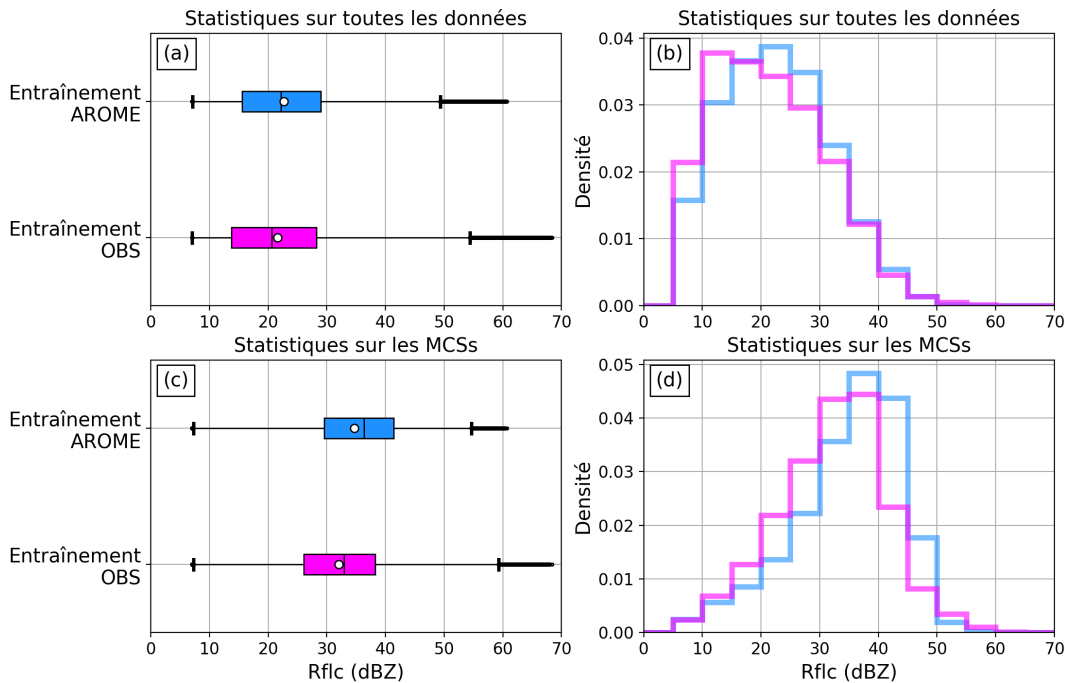 Statistiques sur toutes les données
(a)
Entraînement
AROME
Entraînement
OBS
0 10 20 30 40 50 60 70
Statistiques sur toutes les données
(b)
Densité
0.04
0.03
0.02
0.01
0.00
0 10 20 30 40 50 60 70
Statistiques sur les MCSs
(c)
Entraînement
AROME
Entraînement
OBS
0 10 20 30 40 50 60 70
Rflc (dBZ)
Statistiques sur les MCSs
(d)
Densité
0.05
0.04
0.03
0.02
0.01
0.00
0 10 20 30 40 50 60 70
Rflc (dBZ)